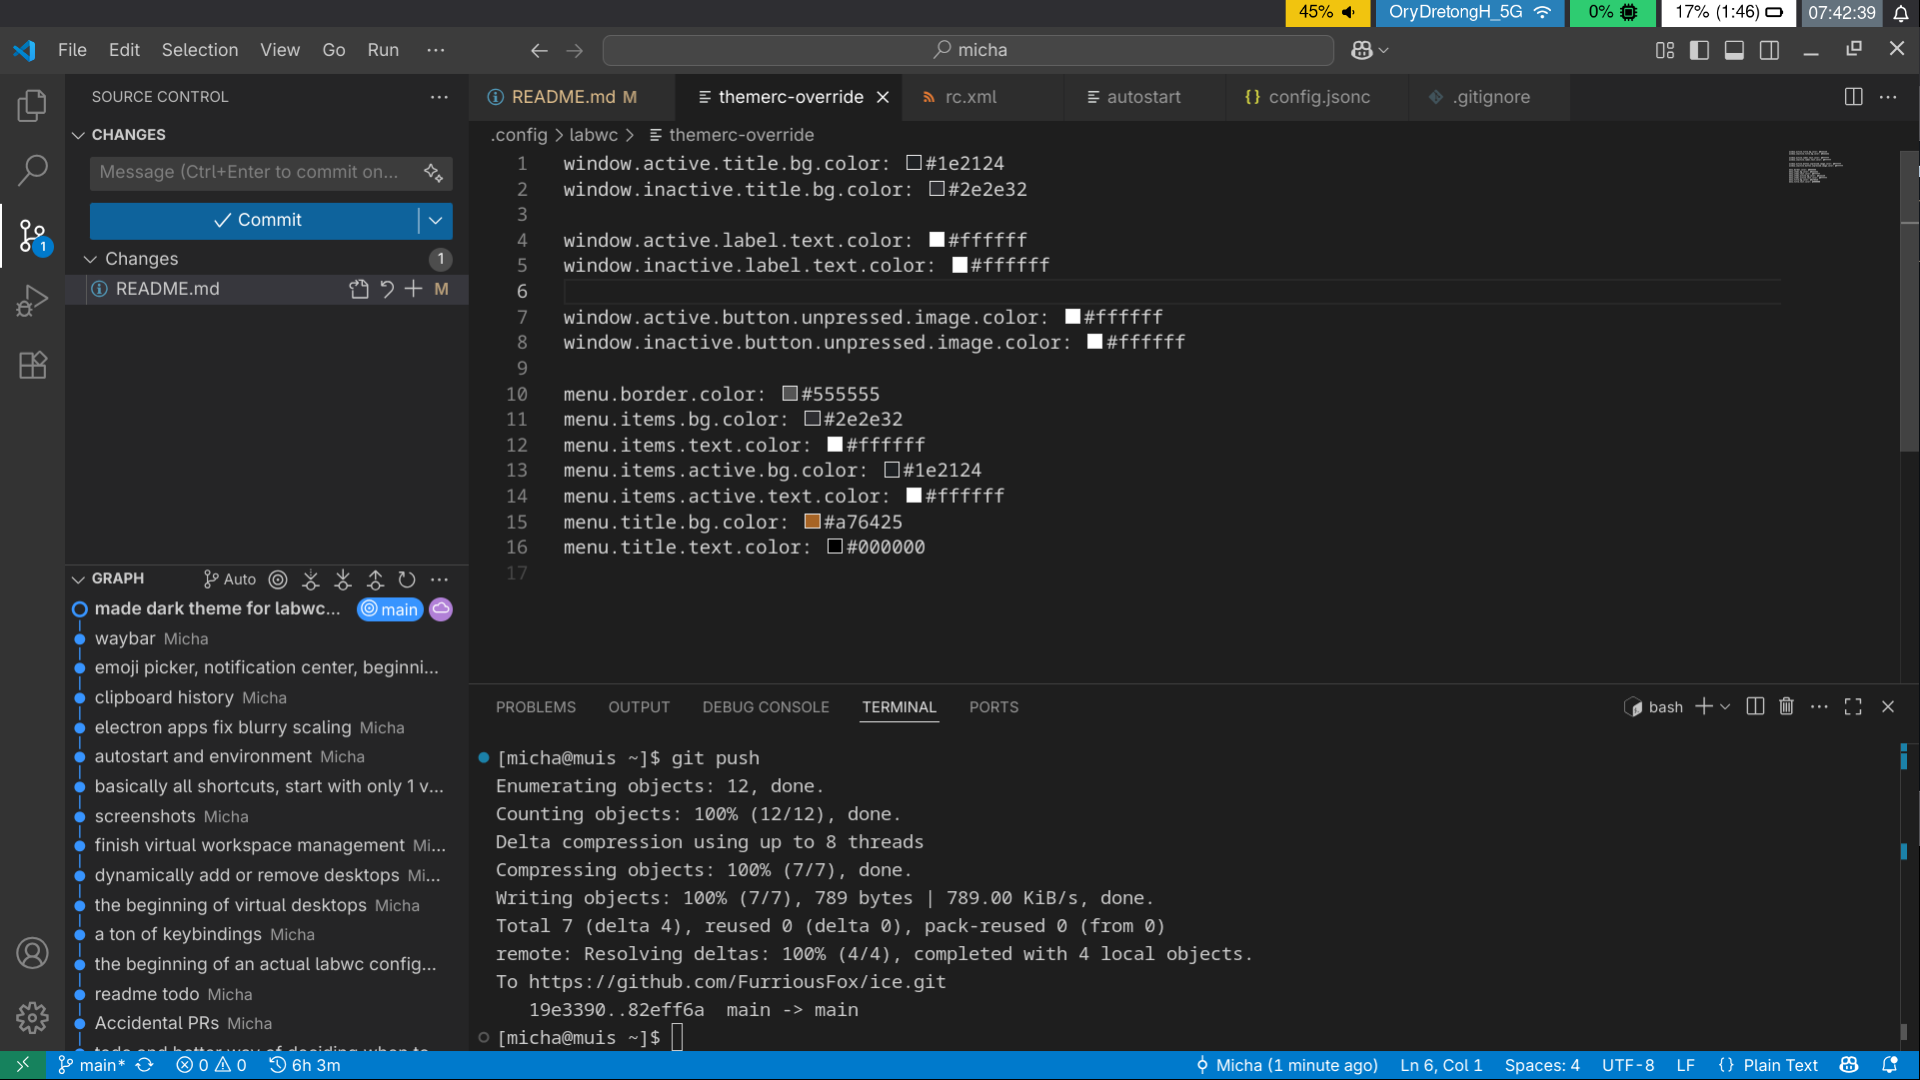 45%
OryDretongH_5G
0%
17% (1:46)
07:42:39
File Edit Selection View Go Run ···
micha
SOURCE CONTROL
CHANGES
Message (Ctrl+Enter to commit on...
Commit
Changes 1
README.md M
1
GRAPH Auto
made dark theme for labwc... main
waybar Micha
emoji picker, notification center, beginni...
clipboard history Micha
electron apps fix blurry scaling Micha
autostart and environment Micha
basically all shortcuts, start with only 1 v...
screenshots Micha
finish virtual workspace management Mi...
dynamically add or remove desktops Mi...
the beginning of virtual desktops Micha
a ton of keybindings Micha
the beginning of an actual labwc config...
readme todo Micha
Accidental PRs Micha
README.md M
themerc-override
rc.xml
autostart
config.jsonc
.gitignore
.config > labwc > themerc-override
1 window.active.title.bg.color: #1e2124
2 window.inactive.title.bg.color: #2e2e32
3
4 window.active.label.text.color: #ffffff
5 window.inactive.label.text.color: #ffffff
6
7 window.active.button.unpressed.image.color: #ffffff
8 window.inactive.button.unpressed.image.color: #ffffff
9
10 menu.border.color: #555555
11 menu.items.bg.color: #2e2e32
12 menu.items.text.color: #ffffff
13 menu.items.active.bg.color: #1e2124
14 menu.items.active.text.color: #ffffff
15 menu.title.bg.color: #a76425
16 menu.title.text.color: #000000
17
PROBLEMS OUTPUT DEBUG CONSOLE TERMINAL PORTS
bash
[micha@muis ~]$ git push
Enumerating objects: 12, done.
Counting objects: 100% (12/12), done.
Delta compression using up to 8 threads
Compressing objects: 100% (7/7), done.
Writing objects: 100% (7/7), 789 bytes | 789.00 KiB/s, done.
Total 7 (delta 4), reused 0 (delta 0), pack-reused 0 (from 0)
remote: Resolving deltas: 100% (4/4), completed with 4 local objects.
To https://github.com/FurriousFox/ice.git
19e3390..82eff6a main -> main
[micha@muis ~]$
main* 0 0 6h 3m
Micha (1 minute ago) Ln 6, Col 1 Spaces: 4 UTF-8 LF {} Plain Text